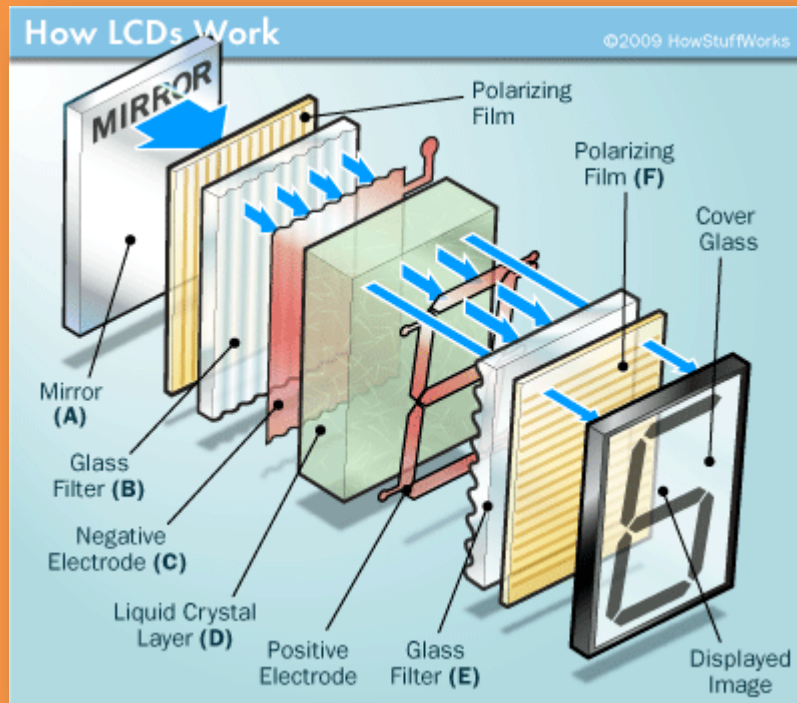 How LCDs Work
©2009 HowStuffWorks
MIRROR
Polarizing
Film
Polarizing
Film (F)
Cover
Glass
Mirror
(A)
Glass
Filter (B)
Negative
Electrode (C)
Liquid Crystal
Layer (D)
Positive
Electrode
Glass
Filter (E)
Displayed
Image
6